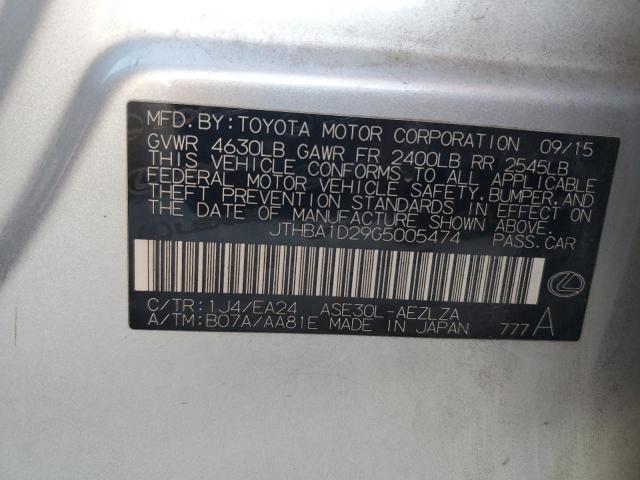 MFD. BY: TOYOTA MOTOR CORPORATION 09/15
GVWR 4630LB GAWR FR 2400LB RR 2545LB
THIS VEHICLE CONFORMS TO ALL APPLICABLE
FEDERAL MOTOR VEHICLE SAFETY, BUMPER, AND
THEFT PREVENTION STANDARDS IN EFFECT ON
THE DATE OF MANUFACTURE SHOWN ABOVE.
JTHBA1D29G5005474 PASS. CAR
C/TR: 1J4/EA24 ASE30L-AEZLZA
A/TM: B07A/AA81E MADE IN JAPAN 777 A